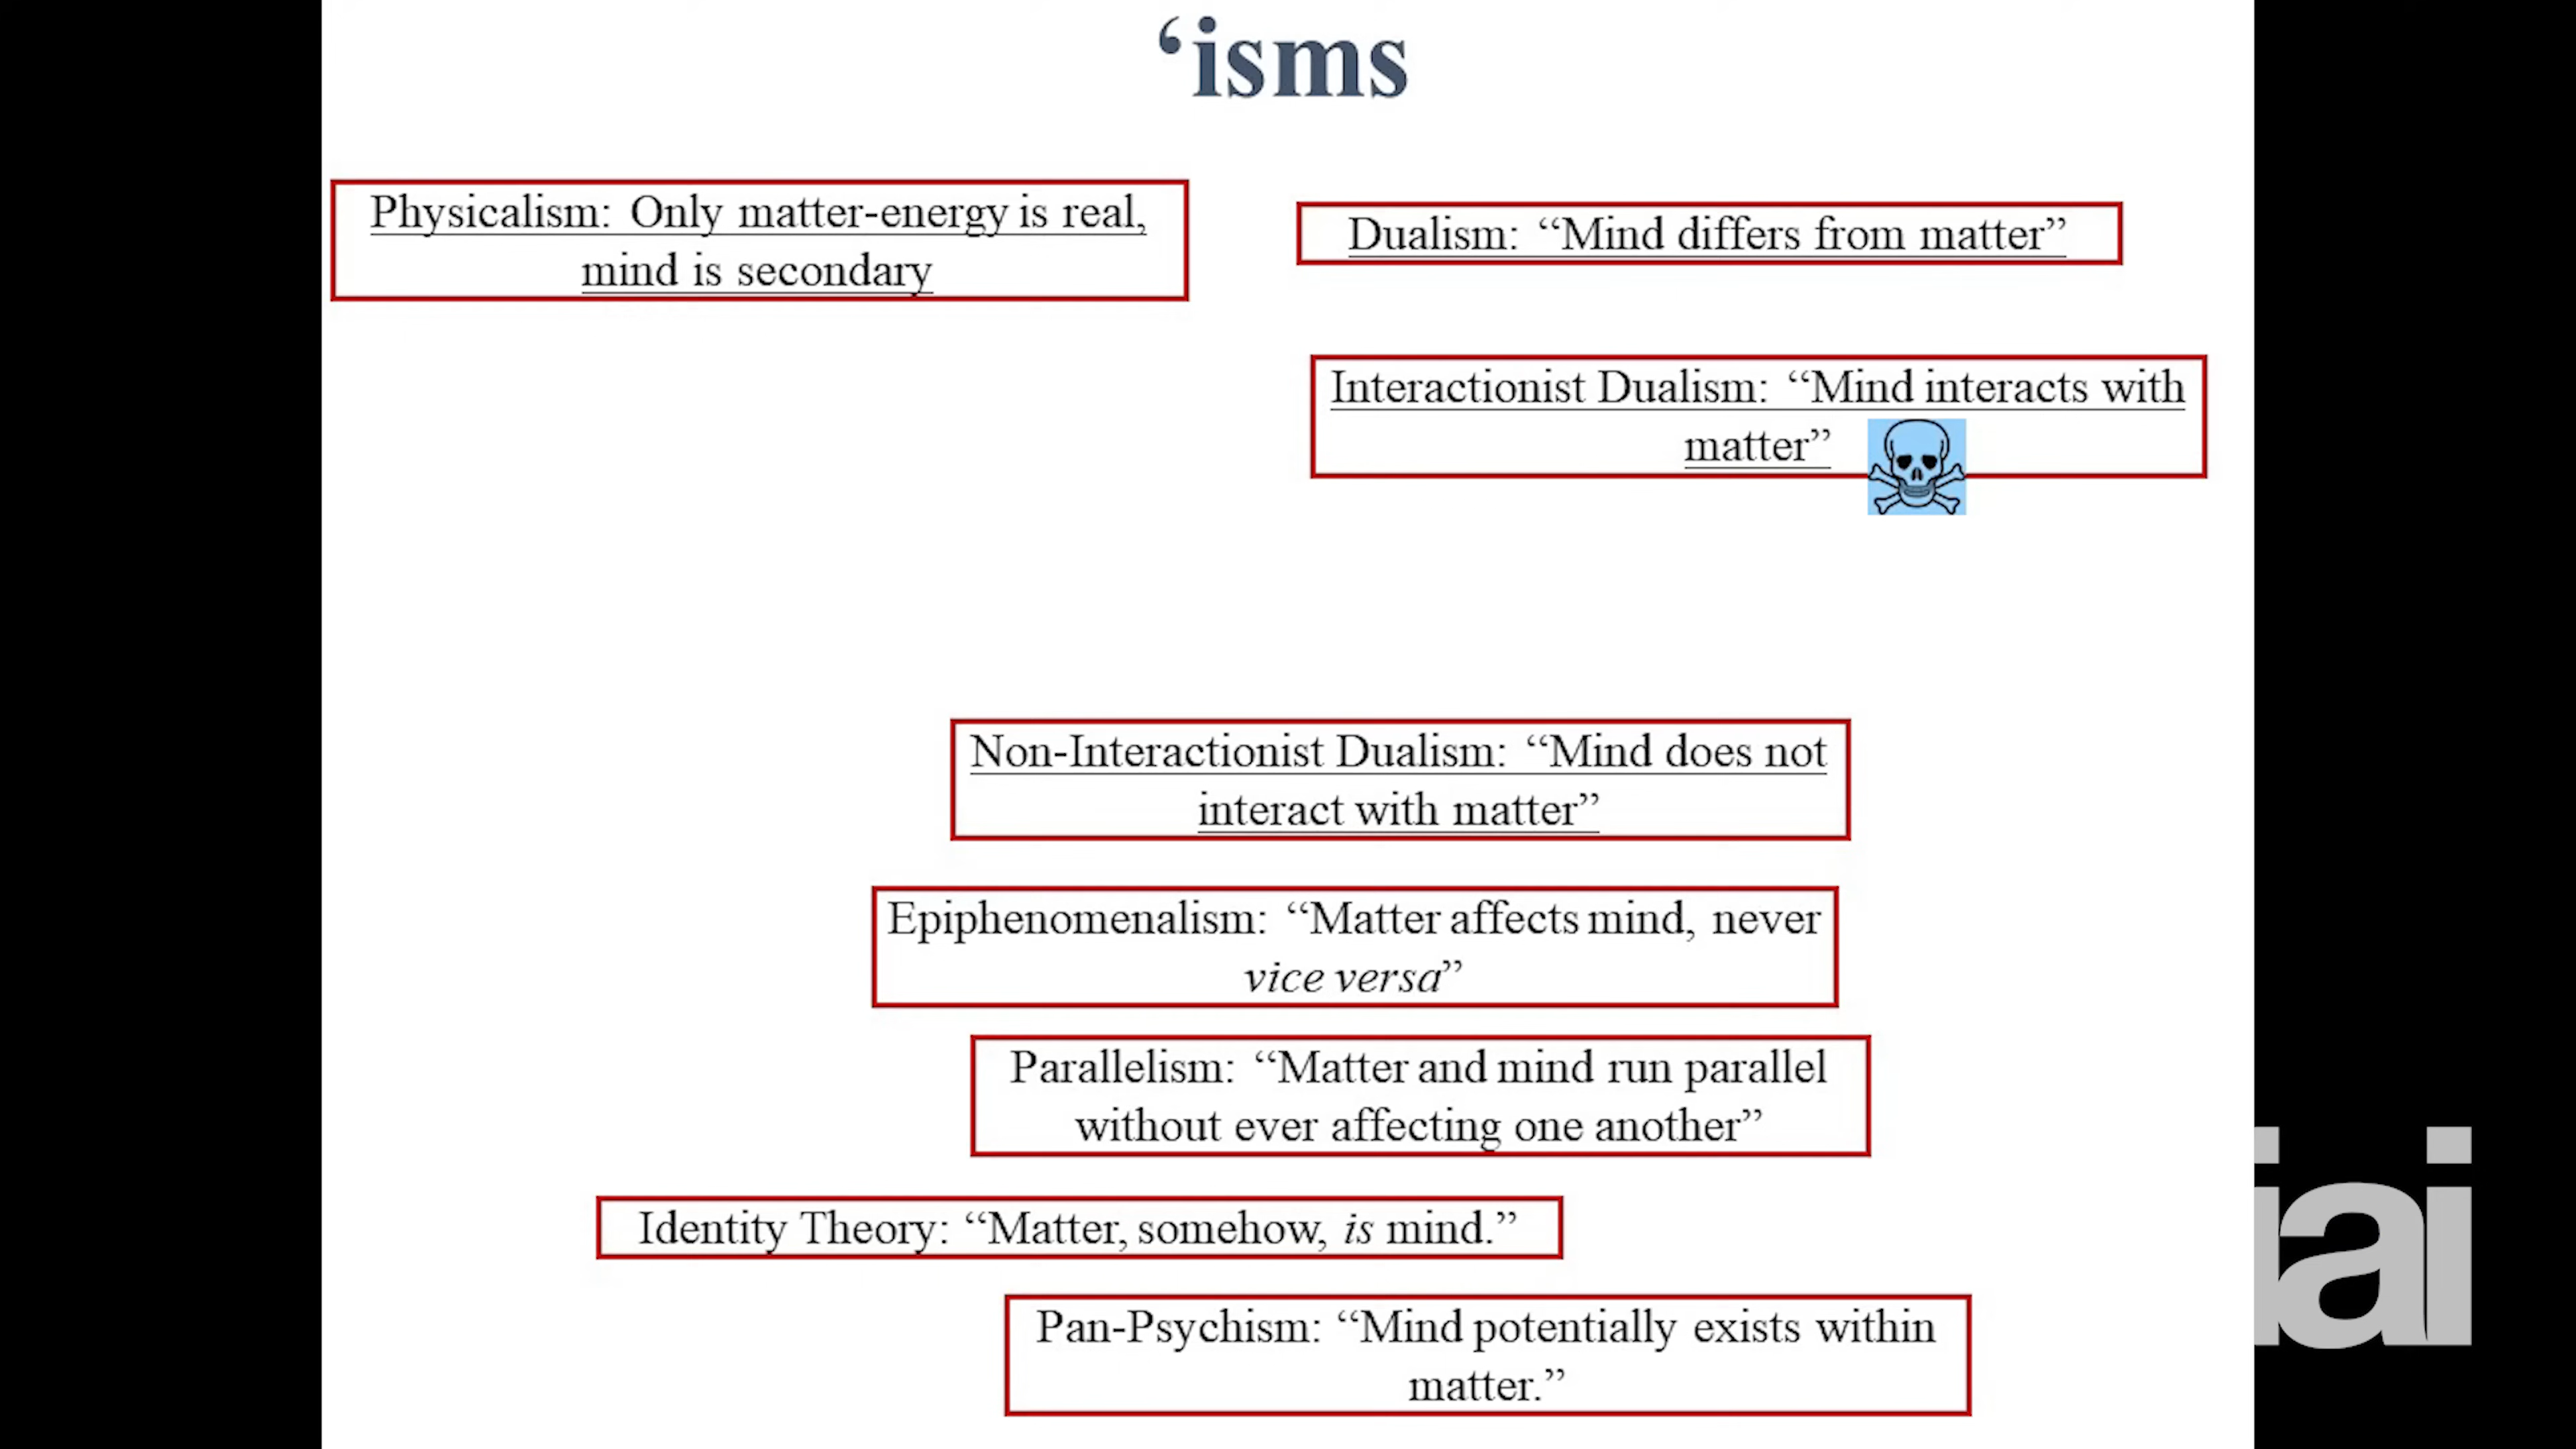 ‘isms
Physicalism: Only matter-energy is real,
mind is secondary
Dualism: “Mind differs from matter”
Interactionist Dualism: “Mind interacts with
matter”
Non-Interactionist Dualism: “Mind does not
interact with matter”
Epiphenomenalism: “Matter affects mind, never
vice versa”
Parallelism: “Matter and mind run parallel
without ever affecting one another”
Identity Theory: “Matter, somehow, is mind.”
Pan-Psychism: “Mind potentially exists within
matter.”
iai